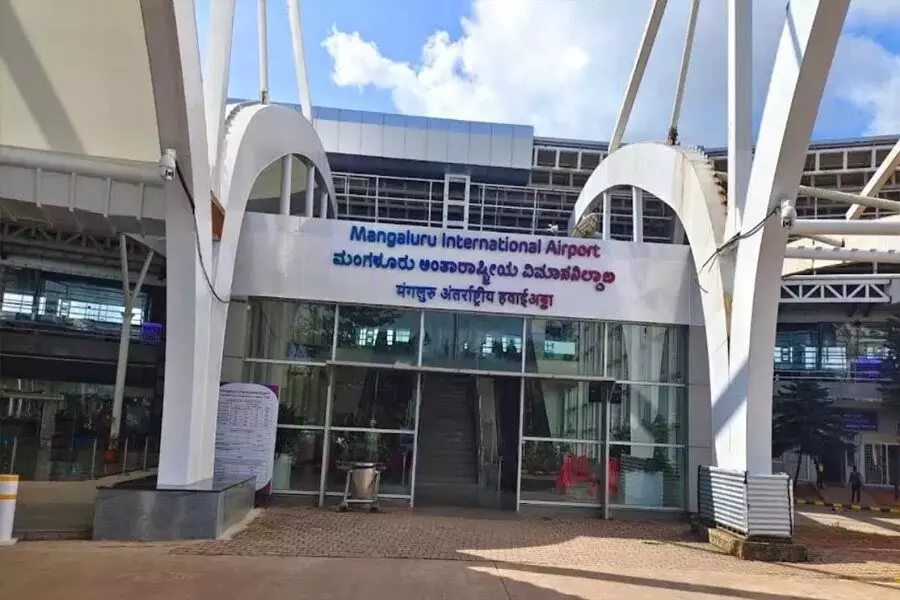 Mangaluru International Airport
ಮಂಗಳೂರು ಅಂತಾರಾಷ್ಟ್ರೀಯ ವಿಮಾನನಿಲ್ದಾಣ
मंगलुरु अंतर्राष्ट्रीय हवाईअड्डा